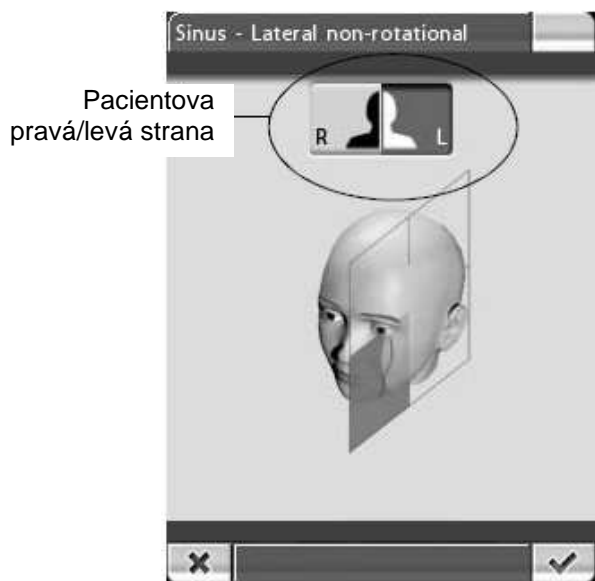 Sinus - Lateral non-rotational
Pacientova
pravá/levá strana
R
L